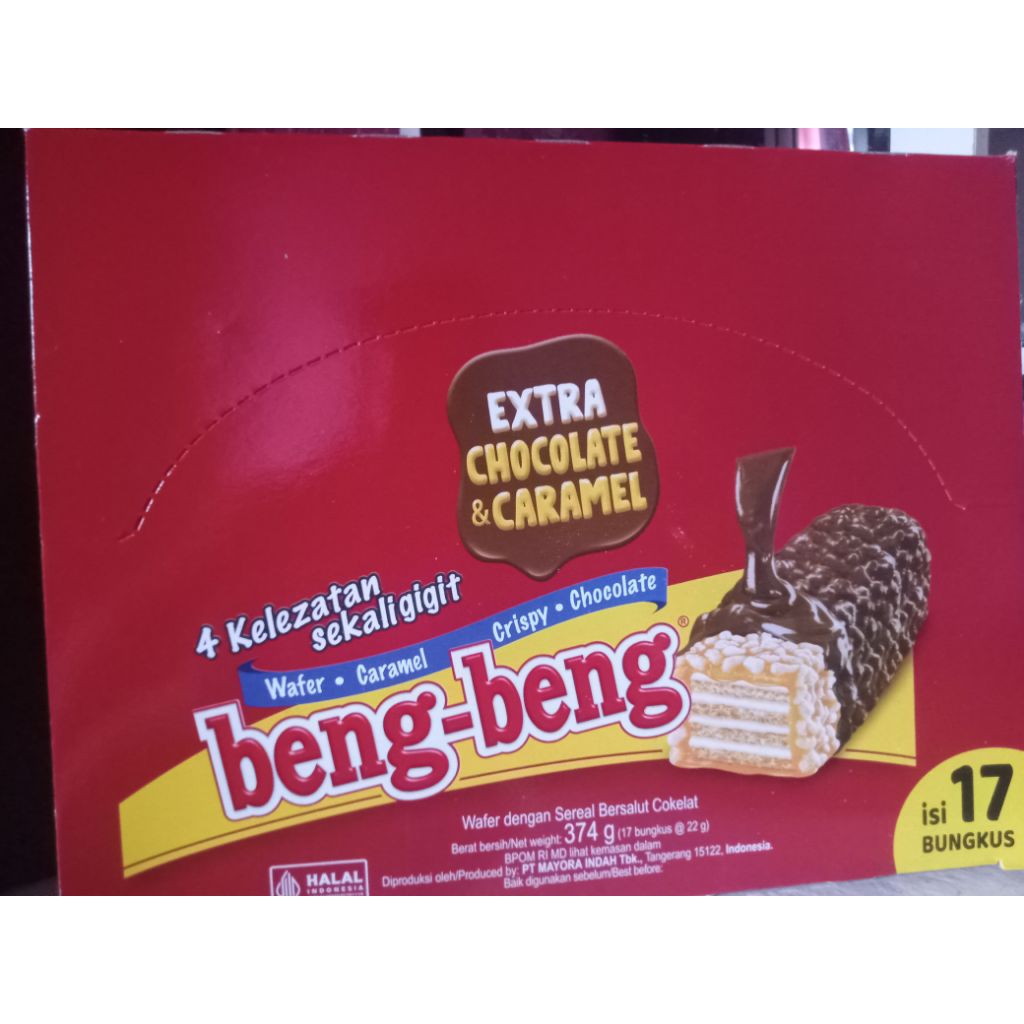 EXTRA
CHOCOLATE
& CARAMEL
4 Kelezatan
sekali gigit
Wafer • Caramel
Crispy • Chocolate
beng-beng®
Wafer dengan Sereal Bersalut Cokelat
Berat bersih/Net weight: 374 g (17 bungkus @ 22 g)
BPOM RI MD lihat kemasan dalam
Diproduksi oleh/Produced by: PT MAYORA INDAH Tbk., Tangerang 15122, Indonesia.
Baik digunakan sebelum/Best before:
HALAL
INDONESIA
isi 17
BUNGKUS